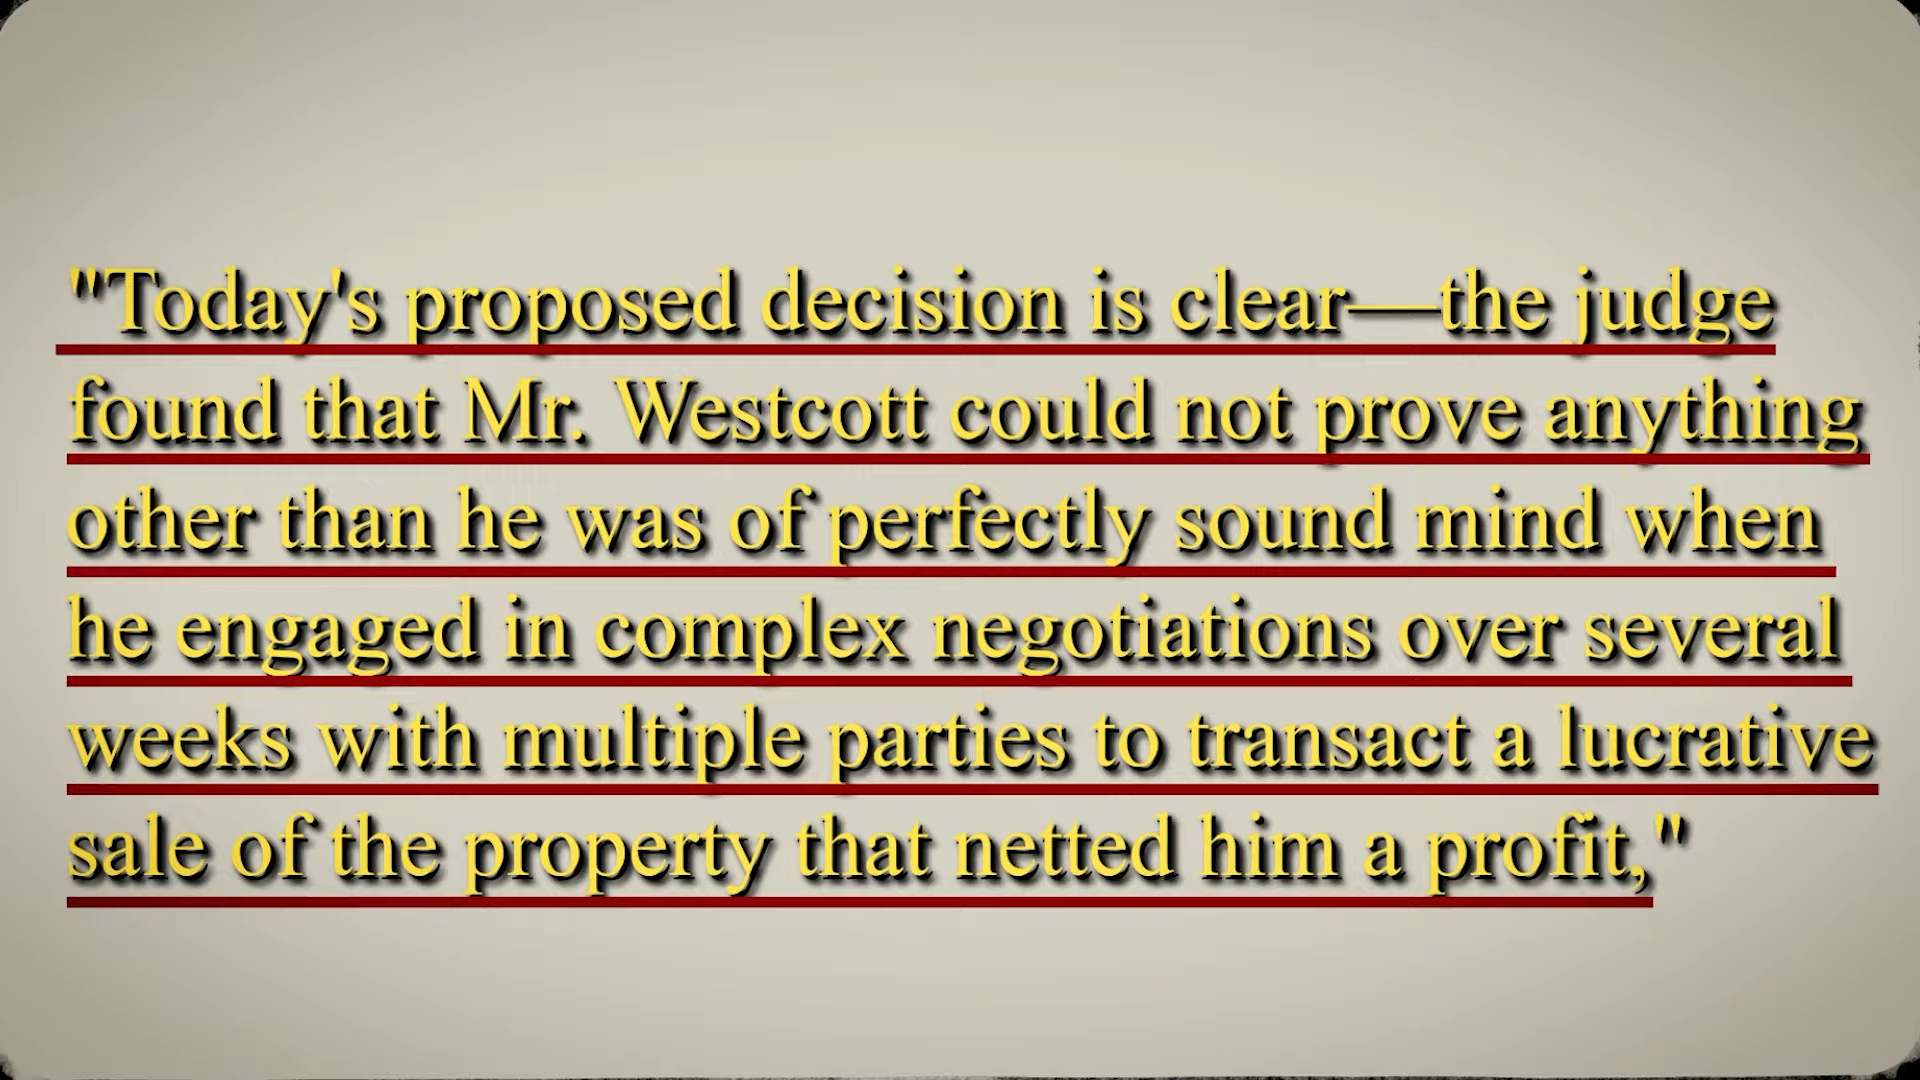 "Today's proposed decision is clear—the judge
found that Mr. Westcott could not prove anything
other than he was of perfectly sound mind when
he engaged in complex negotiations over several
weeks with multiple parties to transact a lucrative
sale of the property that netted him a profit,"